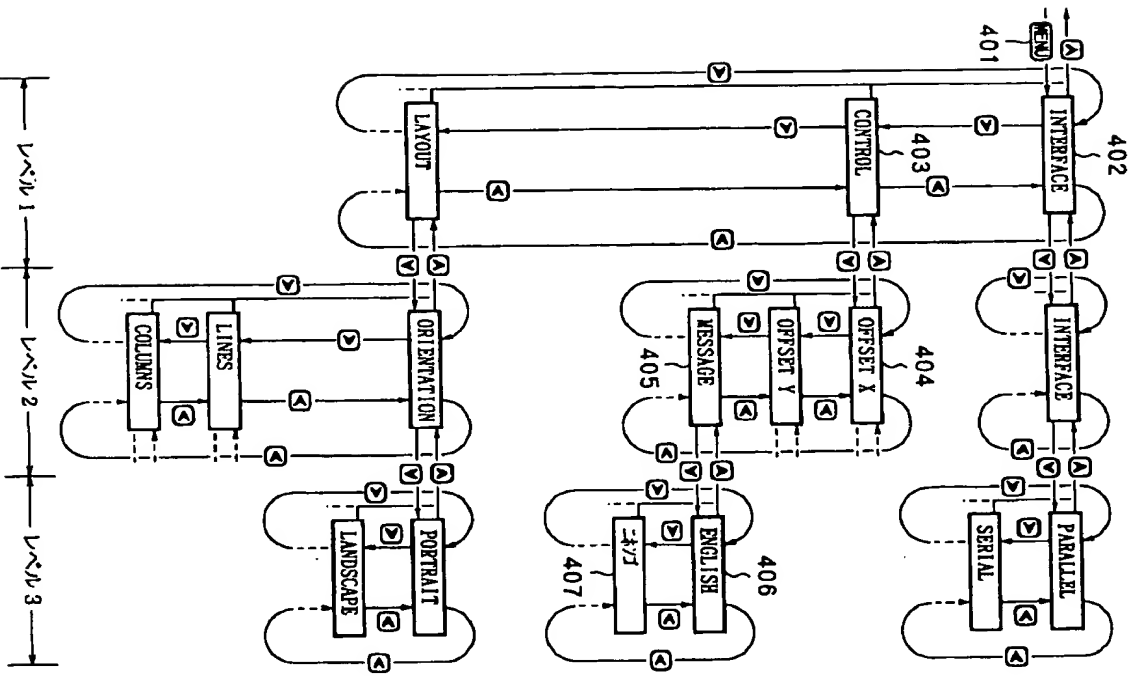 402
401
MENU
INTERFACE
INTERFACE
PARALLEL
SERIAL
403
404
CONTROL
OFFSET X
OFFSET Y
MESSAGE
405
406
ENGLISH
ニホンゴ
407
LAYOUT
ORIENTATION
PORTRAIT
LANDSCAPE
LINES
COLUMNS
レベル1
レベル2
レベル3